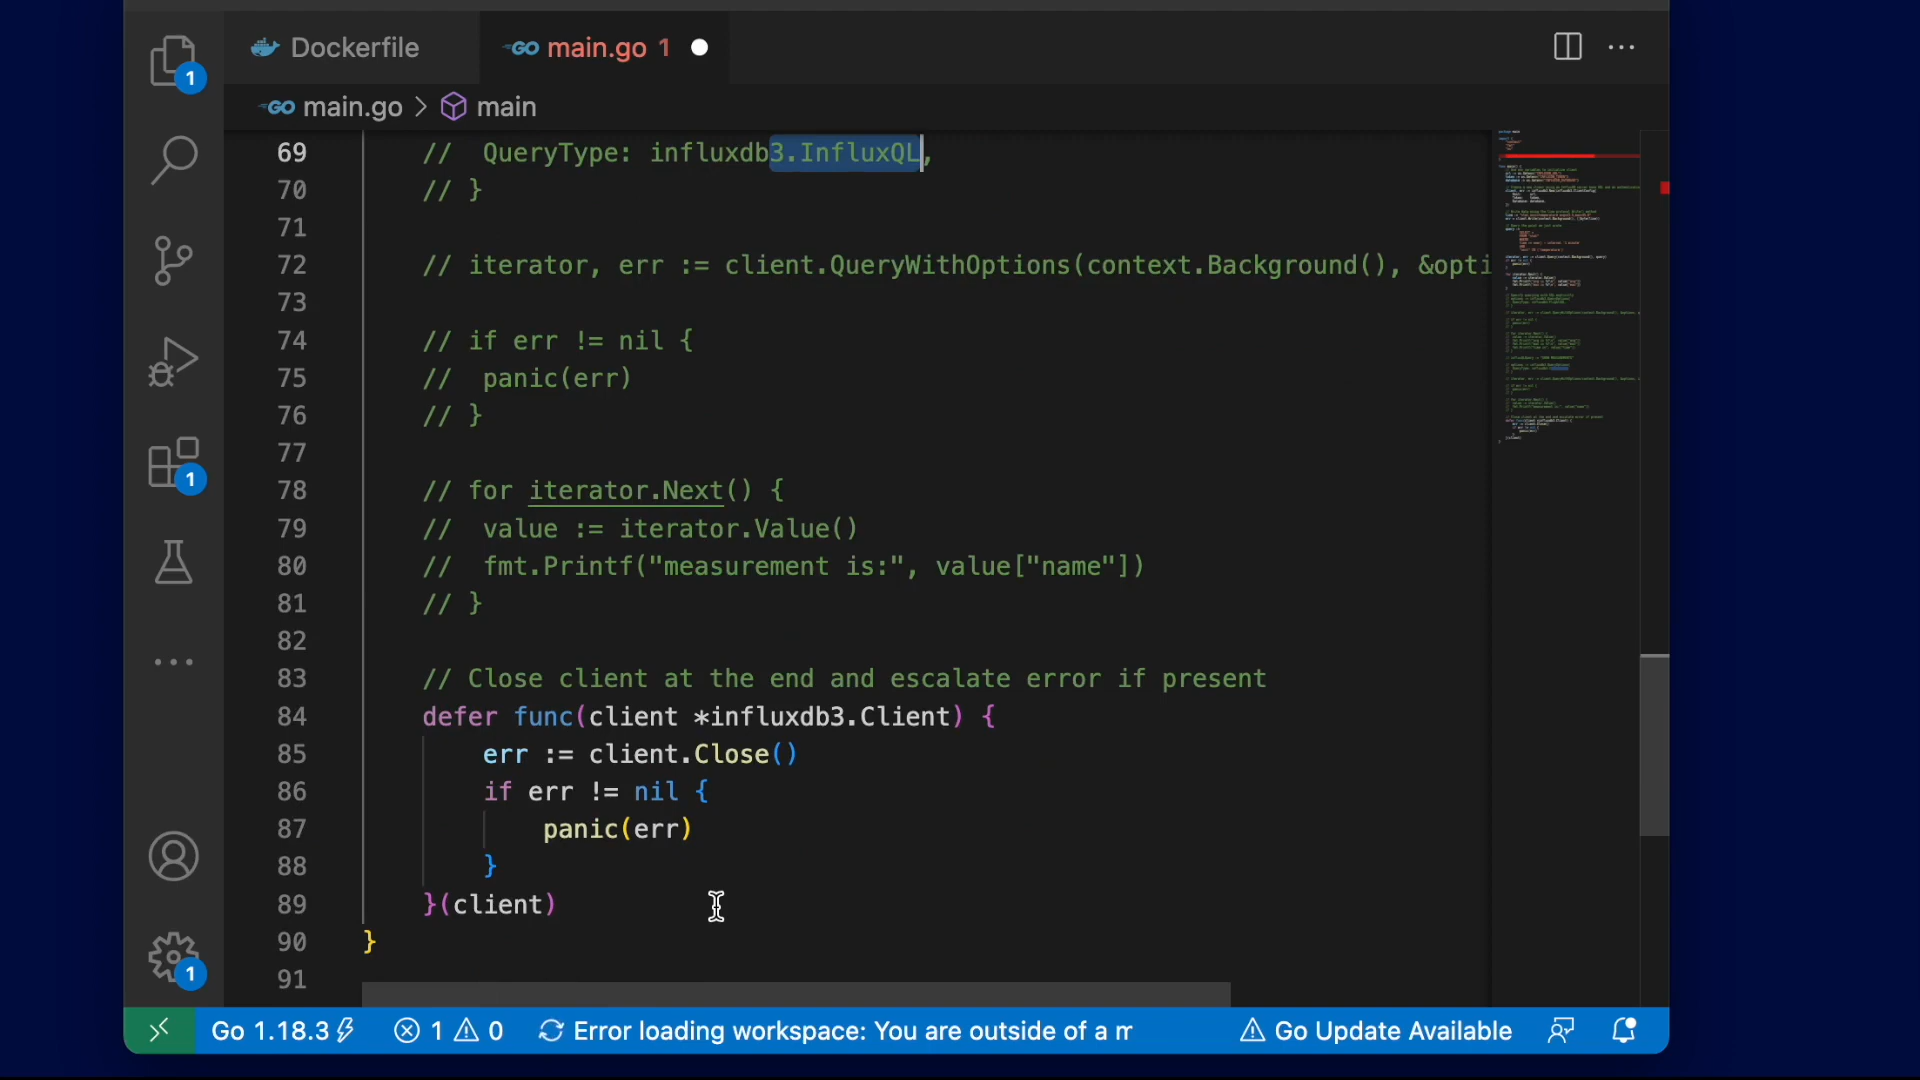 Dockerfile
GO main.go 1
GO main.go > main
69 // QueryType: influxdb3.InfluxQL,
70 // }
71
72 // iterator, err := client.QueryWithOptions(context.Background(), &opti
73
74 // if err != nil {
75 // panic(err)
76 // }
77
78 // for iterator.Next() {
79 // value := iterator.Value()
80 // fmt.Printf("measurement is:", value["name"])
81 // }
82
83 // Close client at the end and escalate error if present
84 defer func(client *influxdb3.Client) {
85 err := client.Close()
86 if err != nil {
87 panic(err)
88 }
89 }(client)
90 }
91
1
1
1
Go 1.18.3 1 0 Error loading workspace: You are outside of a m Go Update Available